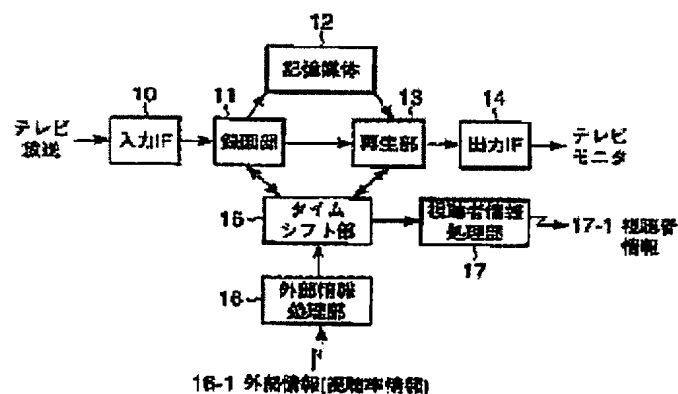 12
記憶媒体
10
11
13
14
テレビ
放送
入力IF
録画部
再生部
出力IF
テレビ
モニタ
15
タイム
シフト部
視聴者情報
処理部
17-1 視聴者
情報
17
16
外部情報
処理部
16-1 外部情報(視聴率情報)